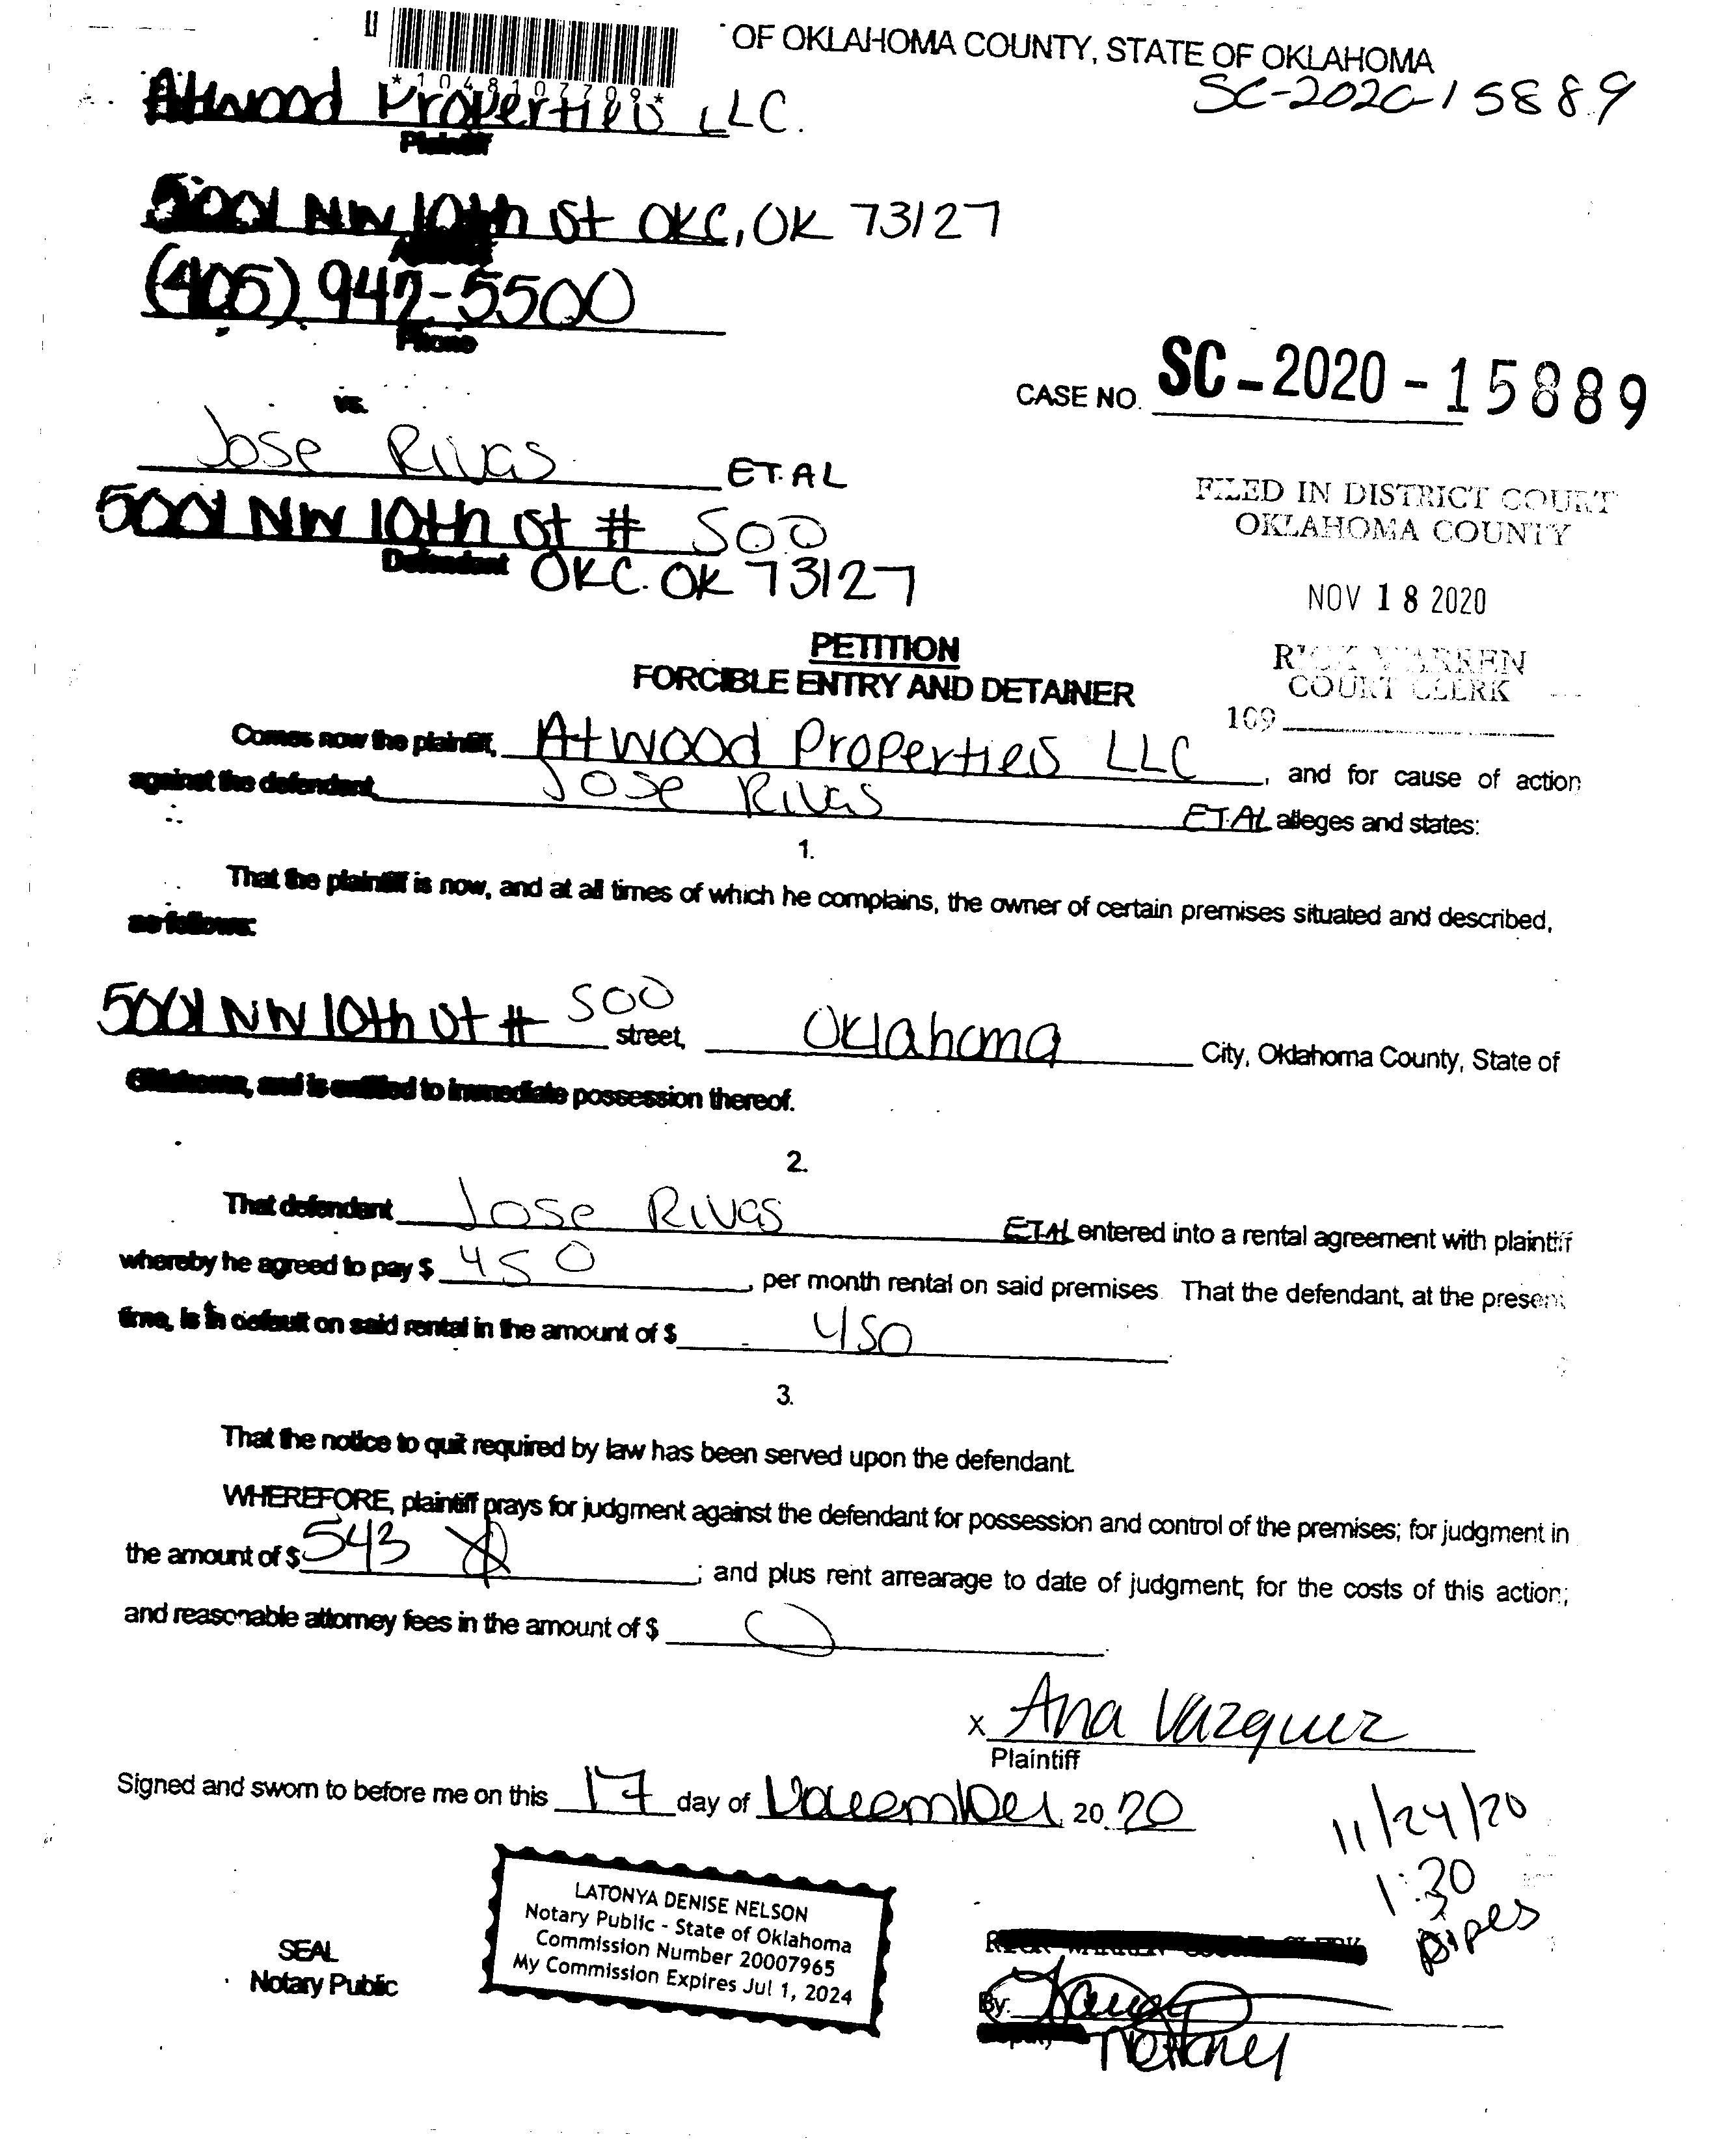 OF OKLAHOMA COUNTY, STATE OF OKLAHOMA
*1048107709*
SC-2020-15889
Atwood Properties LLC.
Plaintiff
5001 NW 10th St OKC, OK 73127
(405) 942-5500
Phone
vs.
CASE NO. SC-2020-15889
Jose Rivas ET.AL
5001 NW 10th St # 500
Defendant OKC. OK 73127
FILED IN DISTRICT COURT
OKLAHOMA COUNTY
NOV 18 2020
RICK WARREN
COURT CLERK
109
PETITION
FORCIBLE ENTRY AND DETAINER
Comes now the plaintiff, Atwood Properties LLC, and for cause of action
against the defendant, Jose Rivas ET.AL alleges and states:
1.
That the plaintiff is now, and at all times of which he complains, the owner of certain premises situated and described,
as follows:
5001 NW 10th St # 500 street, Oklahoma City, Oklahoma County, State of
Oklahoma, and is entitled to immediate possession thereof.
2.
That defendant Jose Rivas ET.AL entered into a rental agreement with plaintiff
whereby he agreed to pay $ 450, per month rental on said premises. That the defendant, at the present
time, is in default on said rental in the amount of $ 450
3.
That the notice to quit required by law has been served upon the defendant.
WHEREFORE, plaintiff prays for judgment against the defendant for possession and control of the premises; for judgment in
the amount of $ 543; and plus rent arrearage to date of judgment; for the costs of this action;
and reasonable attorney fees in the amount of $ 0.
x Ana Vazquez
Plaintiff
Signed and sworn to before me on this 17 day of November, 2020
11/24/20
1:30
LATONYA DENISE NELSON
Notary Public - State of Oklahoma
Commission Number 20007965
My Commission Expires Jul 1, 2024
SEAL
Notary Public
RICK WARREN COURT CLERK
By:
Deputy